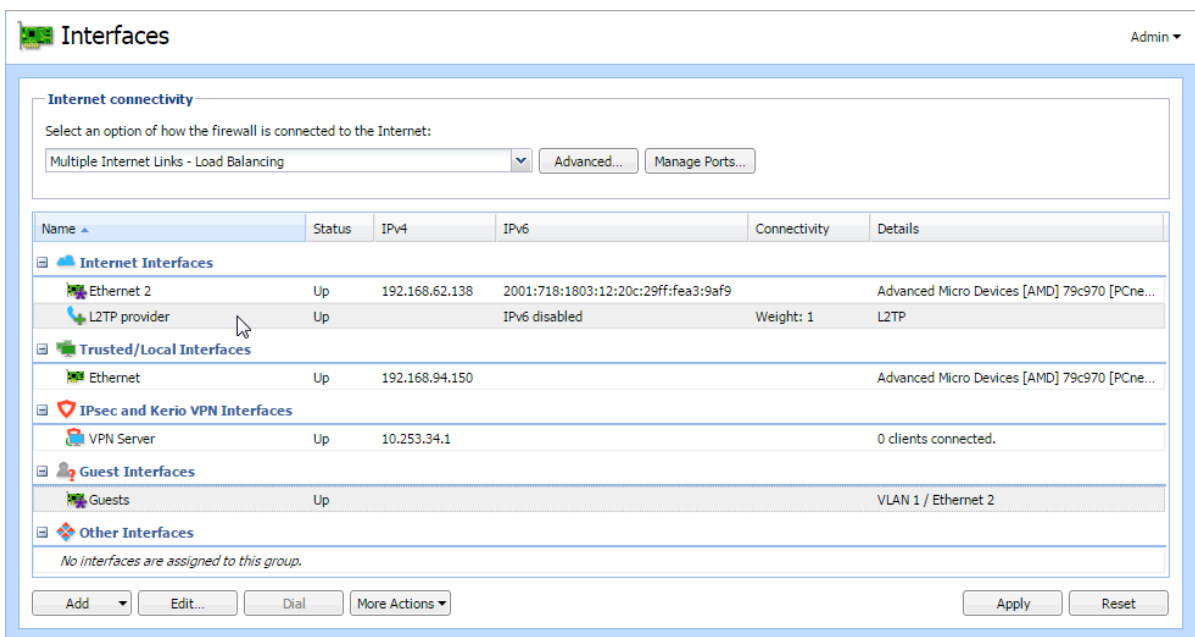 Interfaces
Admin
Internet connectivity
Select an option of how the firewall is connected to the Internet:
Multiple Internet Links - Load Balancing Advanced... Manage Ports...
Name Status IPv4 IPv6 Connectivity Details
Internet Interfaces
Ethernet 2 Up 192.168.62.138 2001:718:1803:12:20c:29ff:fea3:9af9 Advanced Micro Devices [AMD] 79c970 [PCne...
L2TP provider Up IPv6 disabled Weight: 1 L2TP
Trusted/Local Interfaces
Ethernet Up 192.168.94.150 Advanced Micro Devices [AMD] 79c970 [PCne...
IPsec and Kerio VPN Interfaces
VPN Server Up 10.253.34.1 0 clients connected.
Guest Interfaces
Guests Up VLAN 1 / Ethernet 2
Other Interfaces
No interfaces are assigned to this group.
Add Edit... Dial More Actions Apply Reset